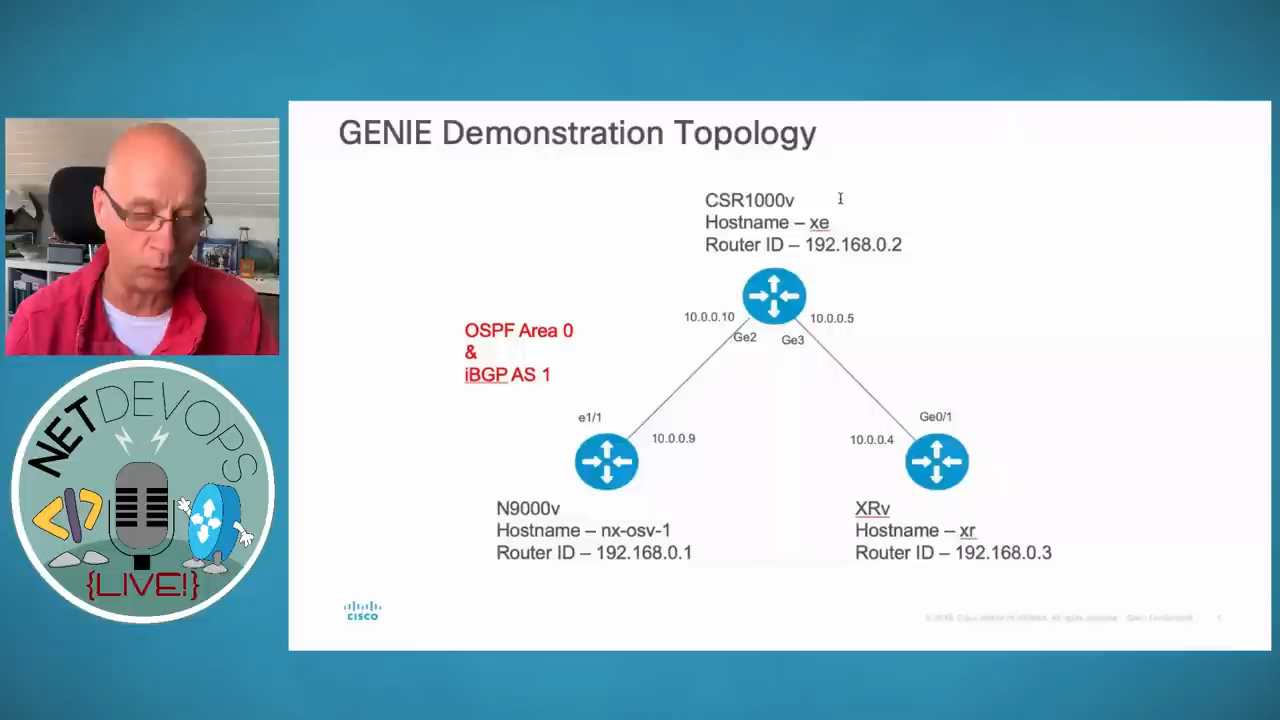 GENIE Demonstration Topology
CSR1000v
Hostname – xe
Router ID – 192.168.0.2
10.0.0.10
10.0.0.5
Ge2
Ge3
OSPF Area 0
&
iBGP AS 1
e1/1
10.0.0.9
Ge0/1
10.0.0.4
N9000v
Hostname – nx-osv-1
Router ID – 192.168.0.1
XRv
Hostname – xr
Router ID – 192.168.0.3
NETDEVOPS
</>
{LIVE!}
CISCO